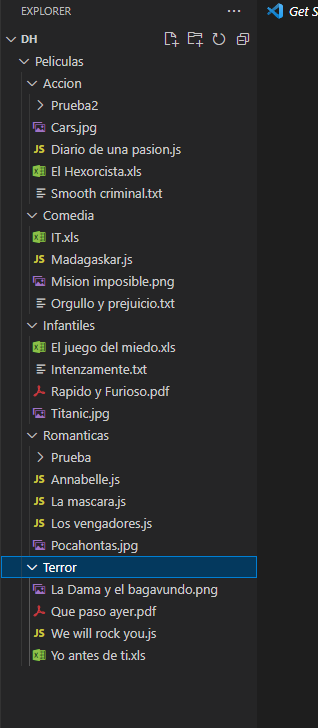 EXPLORER
Get S
DH
Peliculas
Accion
Prueba2
Cars.jpg
JS Diario de una pasion.js
El Hexorcista.xls
Smooth criminal.txt
Comedia
IT.xls
JS Madagaskar.js
Mision imposible.png
Orgullo y prejuicio.txt
Infantiles
El juego del miedo.xls
Intenzamente.txt
Rapido y Furioso.pdf
Titanic.jpg
Romanticas
Prueba
JS Annabelle.js
JS La mascara.js
JS Los vengadores.js
Pocahontas.jpg
Terror
La Dama y el bagavundo.png
Que paso ayer.pdf
JS We will rock you.js
Yo antes de ti.xls